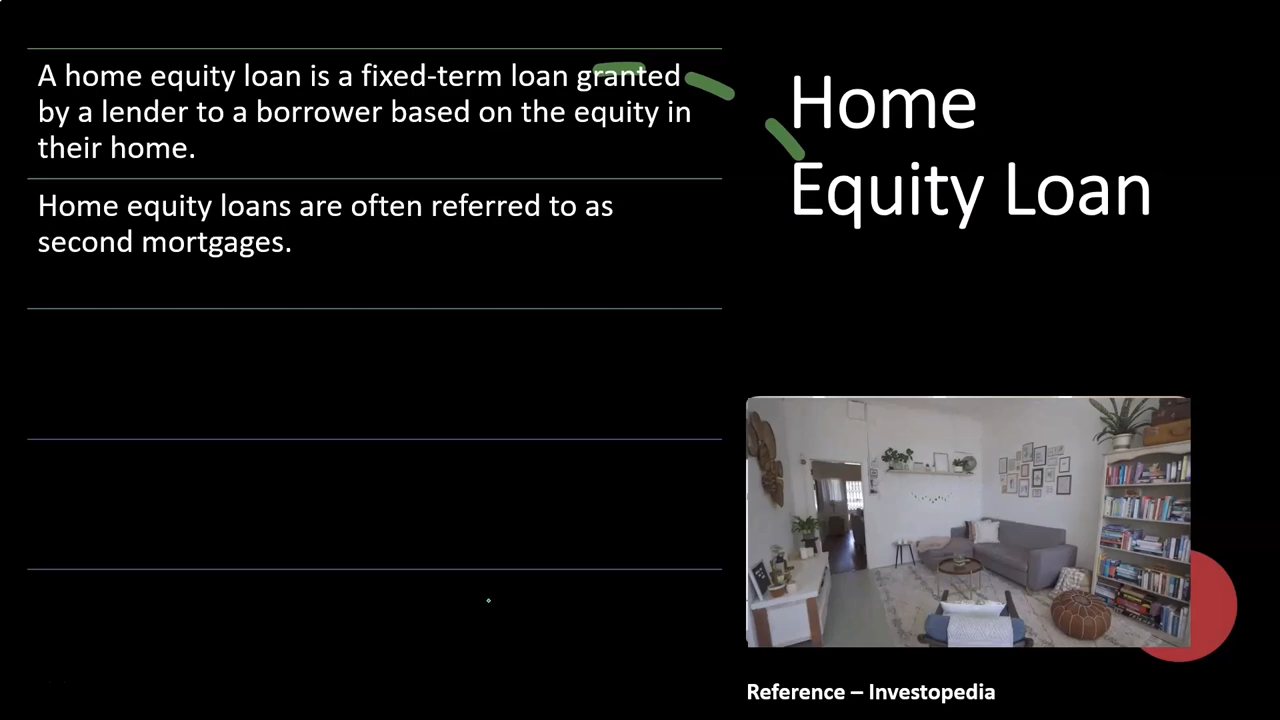 A home equity loan is a fixed-term loan granted
by a lender to a borrower based on the equity in
their home.
Home equity loans are often referred to as
second mortgages.
Home
Equity Loan
Reference – Investopedia